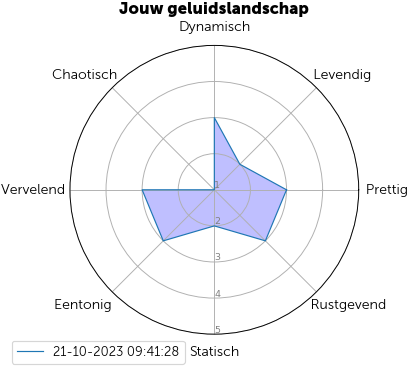 Jouw geluidslandschap
Dynamisch
Chaotisch
Levendig
Vervelend
1
Prettig
2
3
4
Eentonig
Rustgevend
5
21-10-2023 09:41:28
Statisch